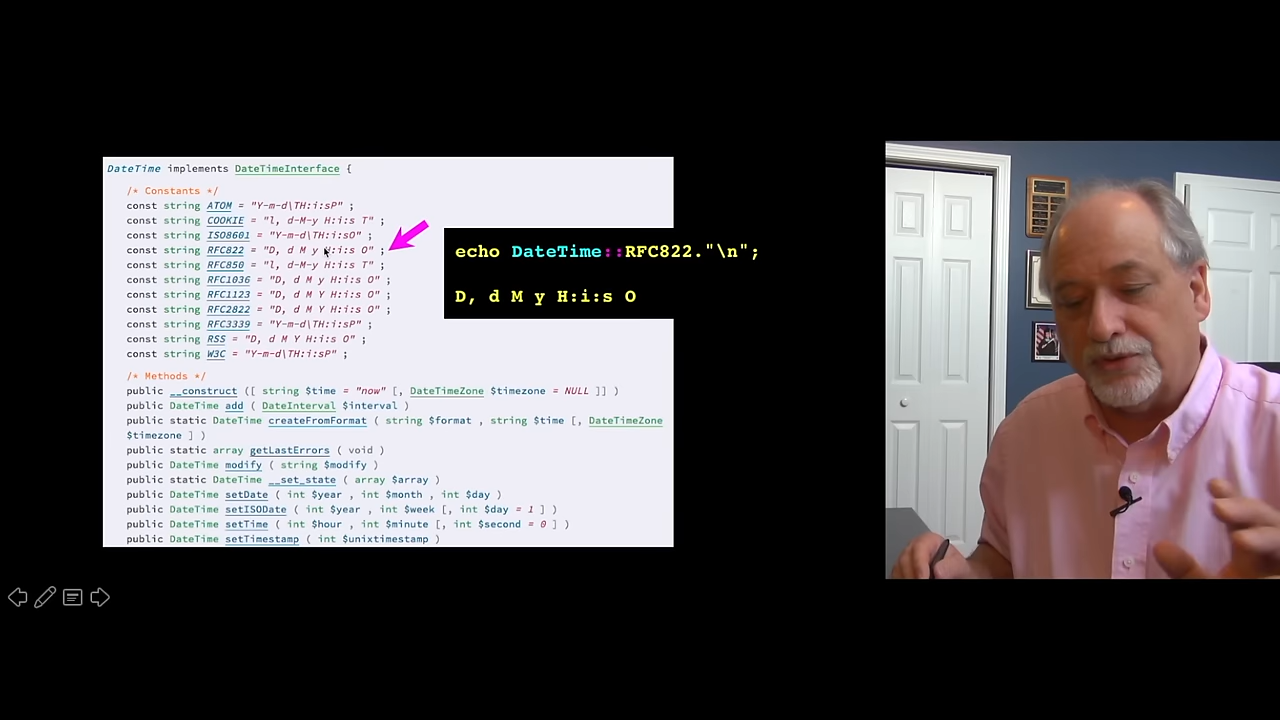 DateTime implements DateTimeInterface {
/* Constants */
const string ATOM = "Y-m-d\TH:i:sP" ;
const string COOKIE = "l, d-M-y H:i:s T" ;
const string ISO8601 = "Y-m-d\TH:i:sO" ;
const string RFC822 = "D, d M y H:i:s O" ;
const string RFC850 = "l, d-M-y H:i:s T" ;
const string RFC1036 = "D, d M y H:i:s O" ;
const string RFC1123 = "D, d M Y H:i:s O" ;
const string RFC2822 = "D, d M Y H:i:s O" ;
const string RFC3339 = "Y-m-d\TH:i:sP" ;
const string RSS = "D, d M Y H:i:s O" ;
const string W3C = "Y-m-d\TH:i:sP" ;
/* Methods */
public __construct ([ string $time = "now" [, DateTimeZone $timezone = NULL ]] )
public DateTime add ( DateInterval $interval )
public static DateTime createFromFormat ( string $format , string $time [, DateTimeZone
$timezone ] )
public static array getLastErrors ( void )
public DateTime modify ( string $modify )
public static DateTime __set_state ( array $array )
public DateTime setDate ( int $year , int $month , int $day )
public DateTime setISODate ( int $year , int $week [, int $day = 1 ] )
public DateTime setTime ( int $hour , int $minute [, int $second = 0 ] )
public DateTime setTimestamp ( int $unixtimestamp )
echo DateTime::RFC822."\n";
D, d M y H:i:s O